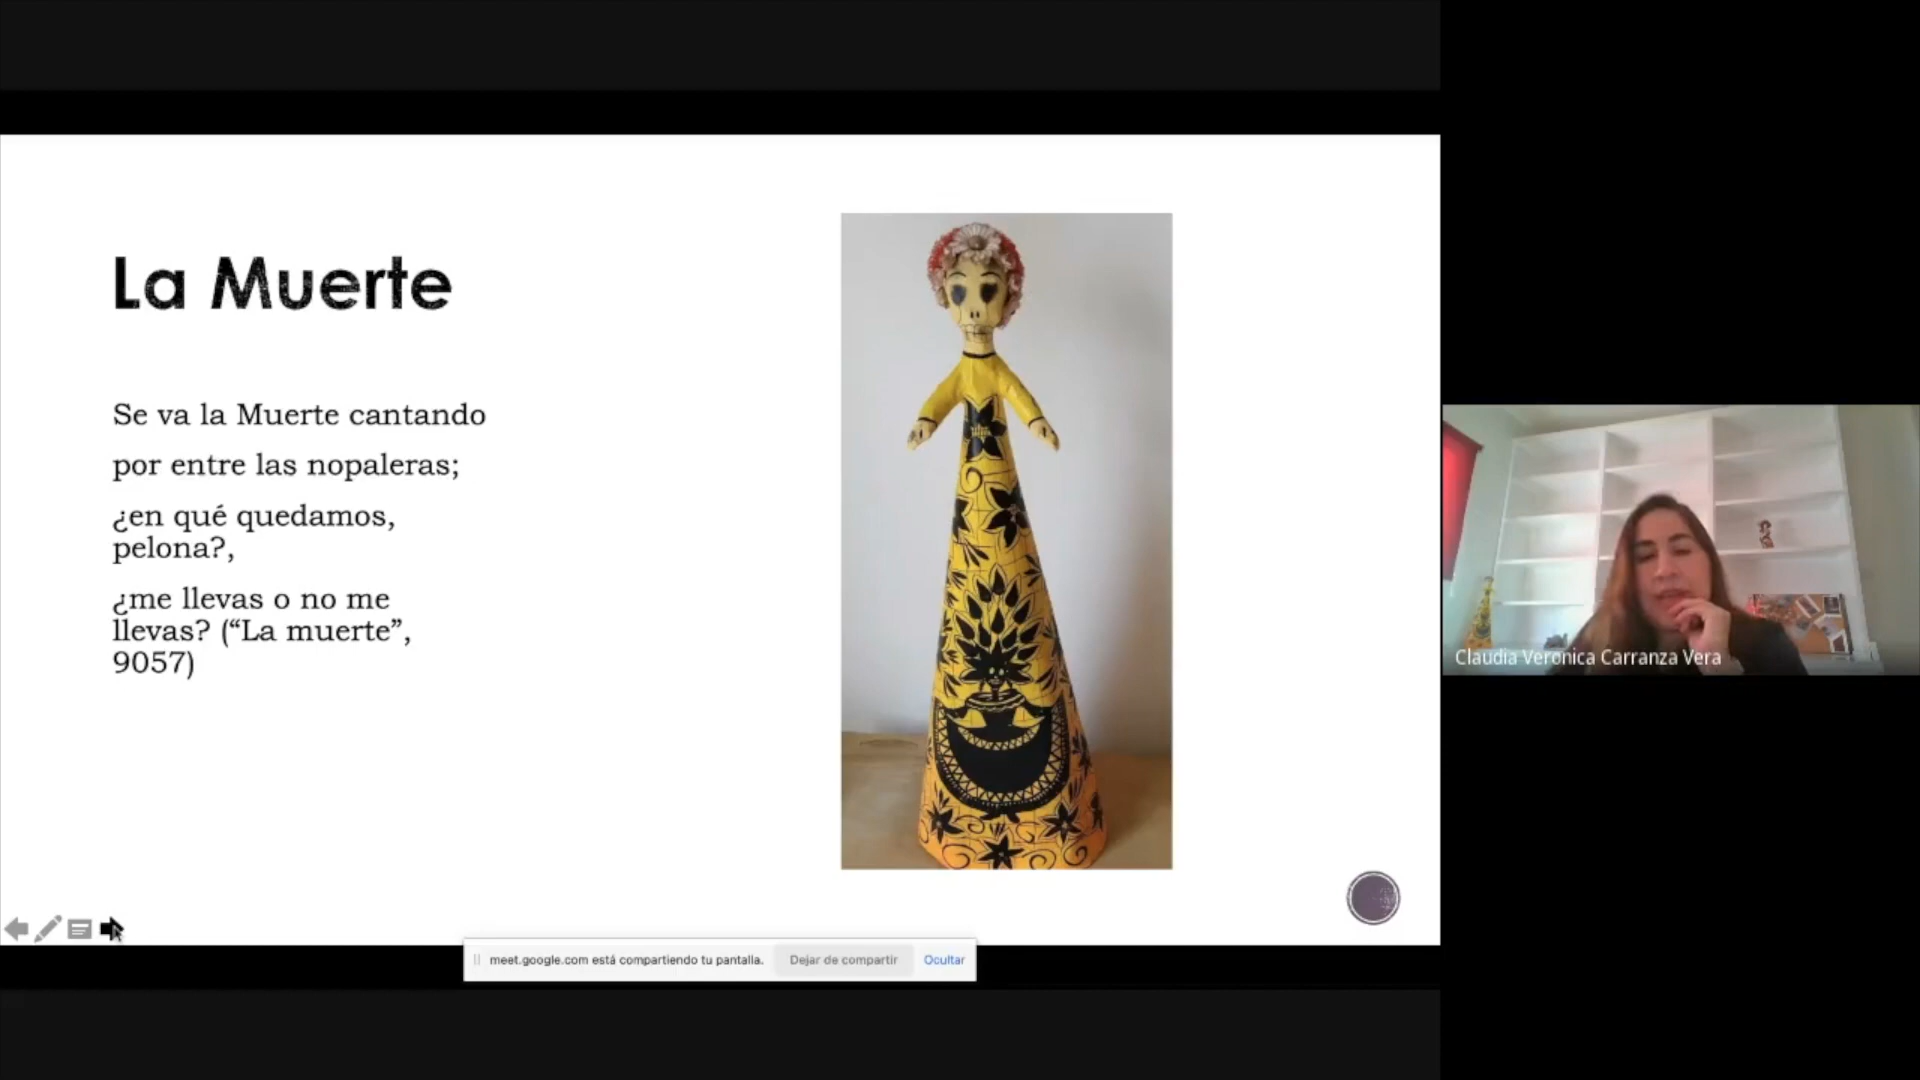 La Muerte
Se va la Muerte cantando
por entre las nopaleras;
¿en qué quedamos,
pelona?,
¿me llevas o no me
llevas? (“La muerte”,
9057)
Claudia Veronica Carranza Vera
meet.google.com está compartiendo tu pantalla.
Dejar de compartir
Ocultar